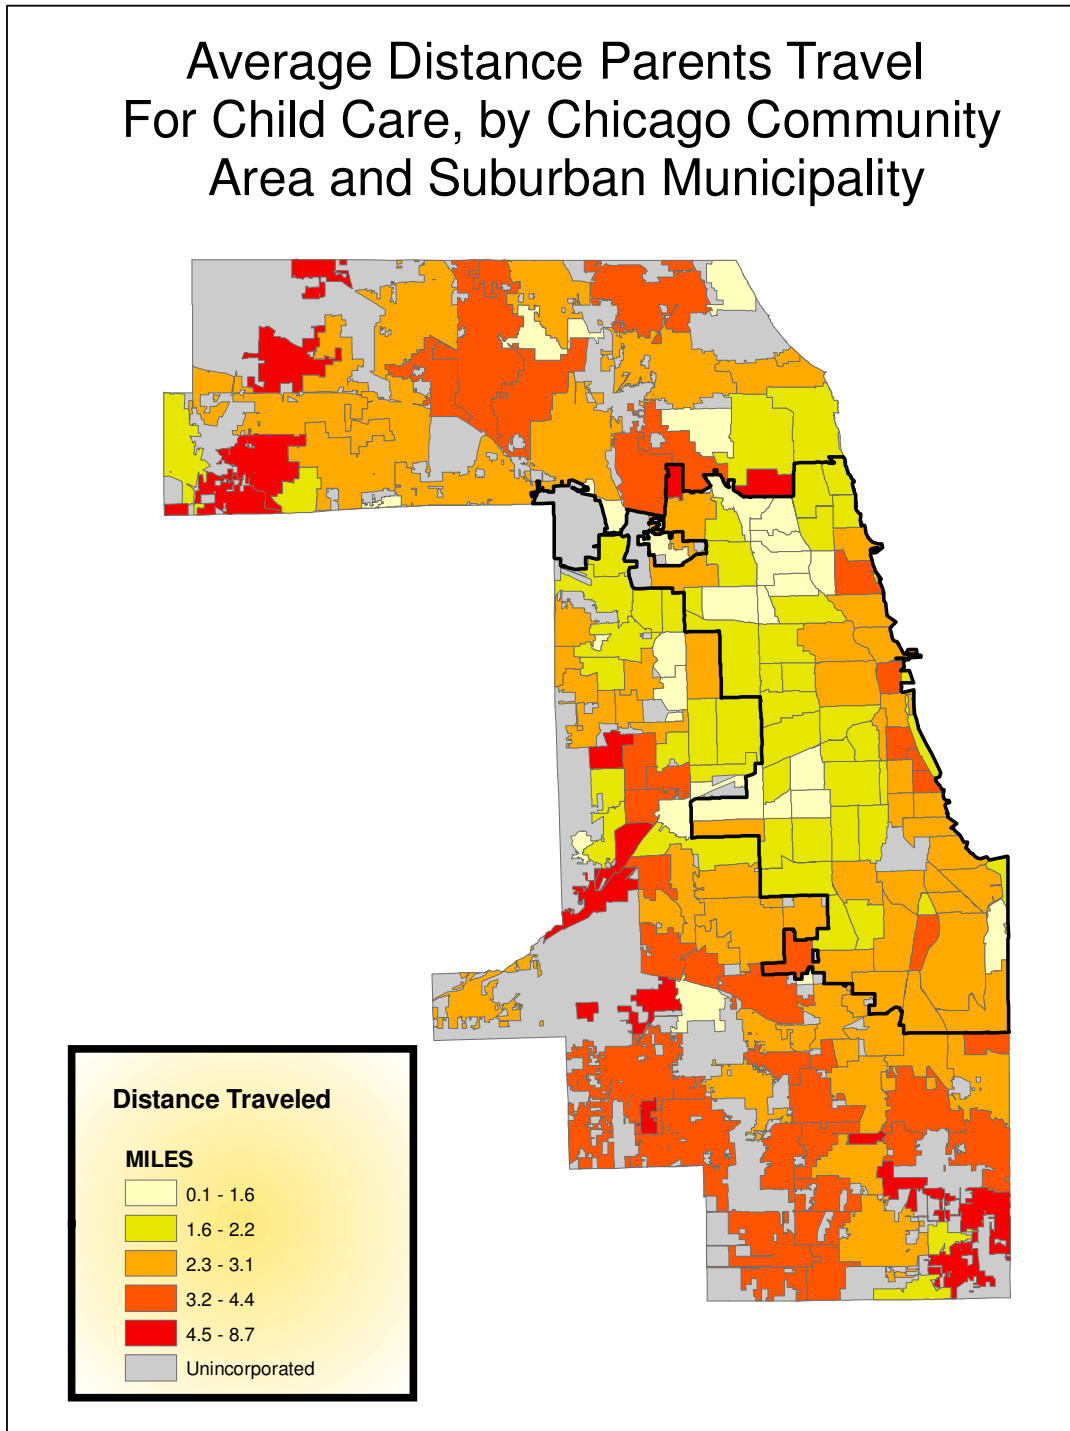 Average Distance Parents Travel
For Child Care, by Chicago Community
Area and Suburban Municipality
Distance Traveled
MILES
0.1 - 1.6
1.6 - 2.2
2.3 - 3.1
3.2 - 4.4
4.5 - 8.7
Unincorporated